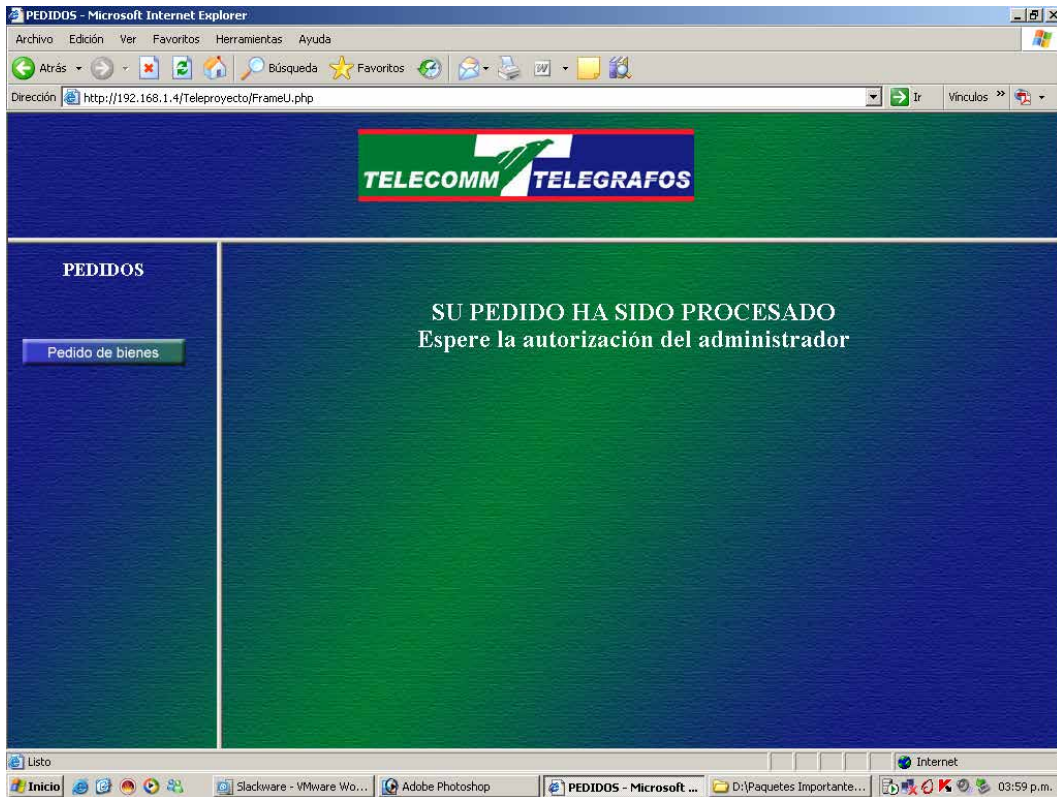 PEDIDOS - Microsoft Internet Explorer
Archivo Edición Ver Favoritos Herramientas Ayuda
Atrás Búsqueda Favoritos
Dirección http://192.168.1.4/Teleproyecto/FrameU.php Ir Vínculos »
TELECOMM TELEGRAFOS
PEDIDOS
Pedido de bienes
SU PEDIDO HA SIDO PROCESADO
Espere la autorización del administrador
Listo Internet
Inicio Slackware - VMware Wo... Adobe Photoshop PEDIDOS - Microsoft ... D:\Paquetes Importante... 03:59 p.m.